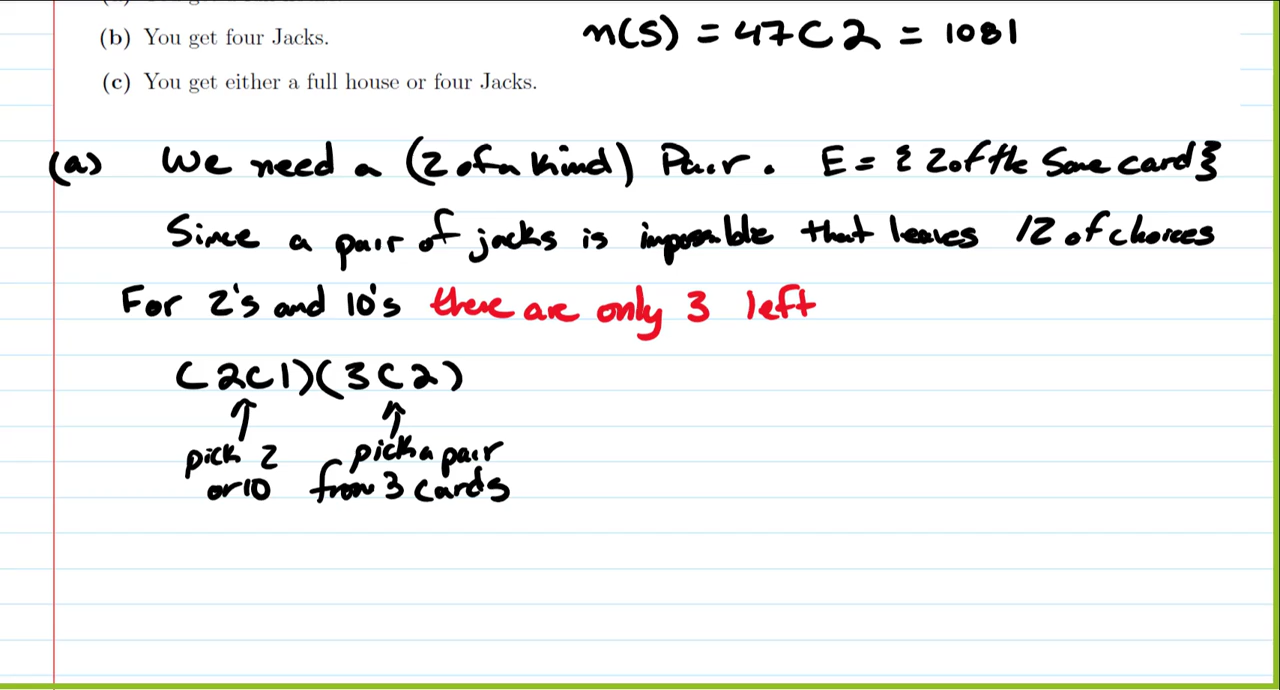 (b) You get four Jacks.
n(S) = 47C2 = 1081
(c) You get either a full house or four Jacks.
(a) We need a (2 of a kind) Pair. E = { 2 of the Same card}
Since a pair of jacks is impossible that leaves 12 of choices
For 2's and 10's there are only 3 left
(2C1)(3C2)
pick 2 or 10
pick a pair from 3 cards